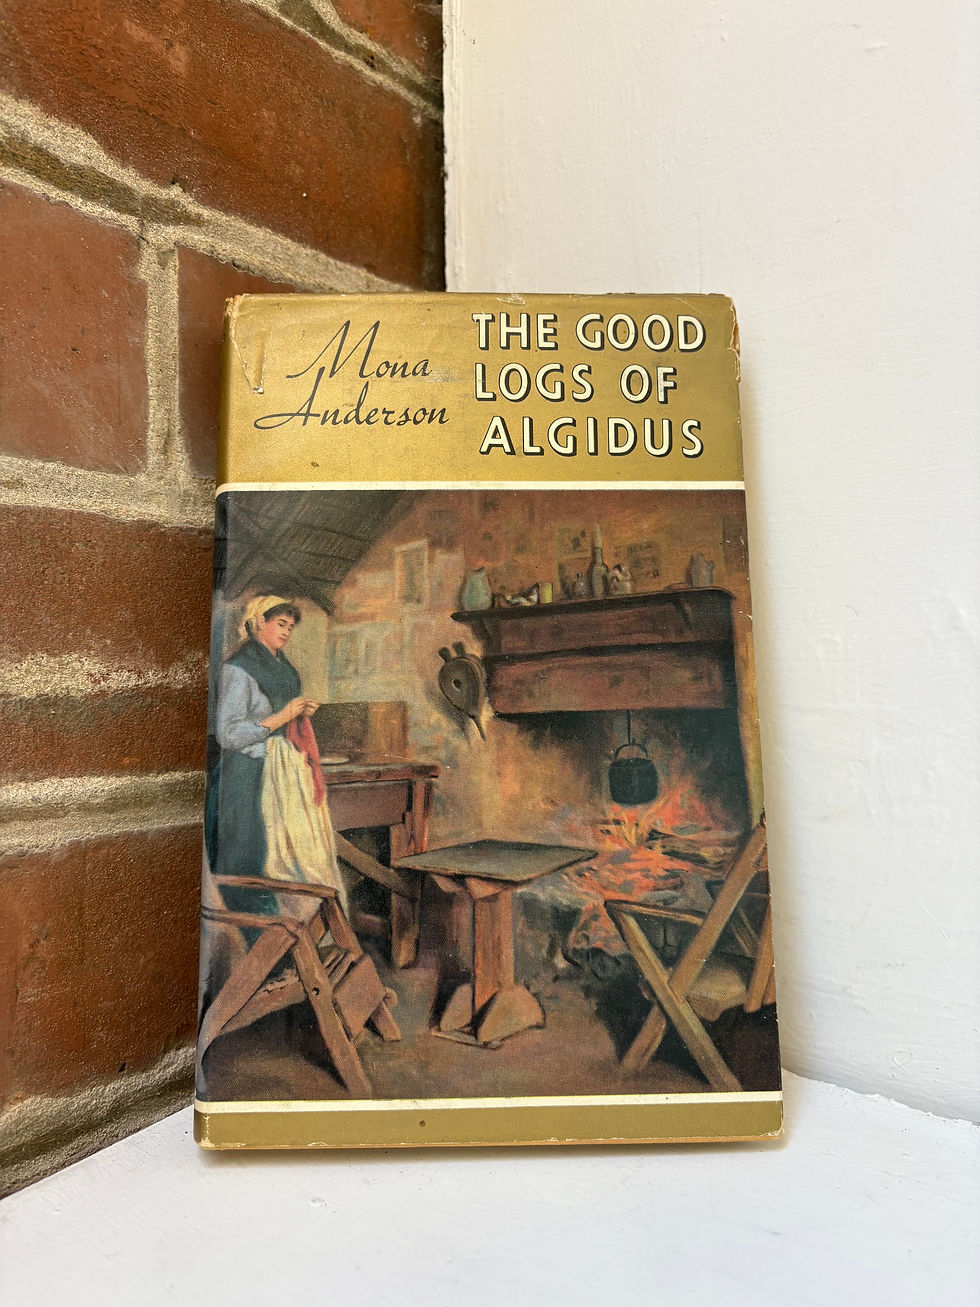 Mona
Anderson
THE GOOD
LOGS OF
ALGIDUS